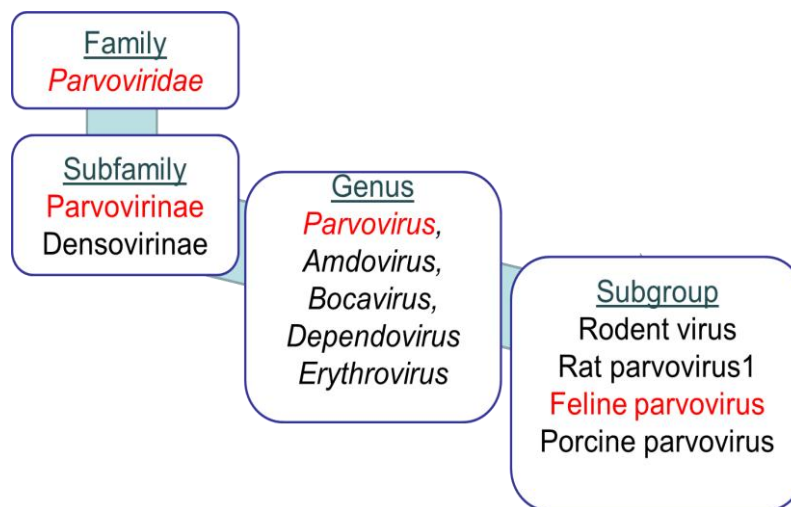 Family
Parvoviridae
Subfamily
Parvovirinae
Densovirinae
Genus
Parvovirus,
Amdovirus,
Bocavirus,
Dependovirus
Erythrovirus
Subgroup
Rodent virus
Rat parvovirus1
Feline parvovirus
Porcine parvovirus